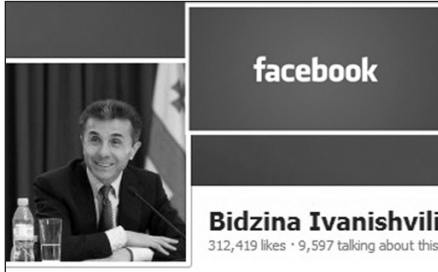 facebook
Bidzina Ivanishvili
312,419 likes · 9,597 talking about this